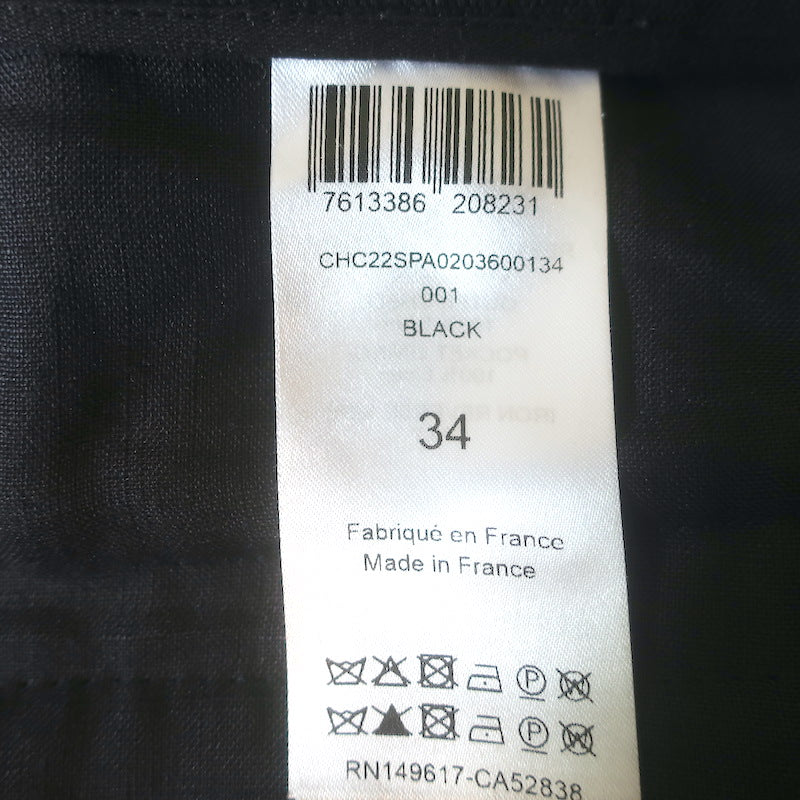 7613386 208231
CHC22SPA0203600134
001
BLACK
34
Fabriqué en France
Made in France
P
W
P
W
RN149617-CA52838